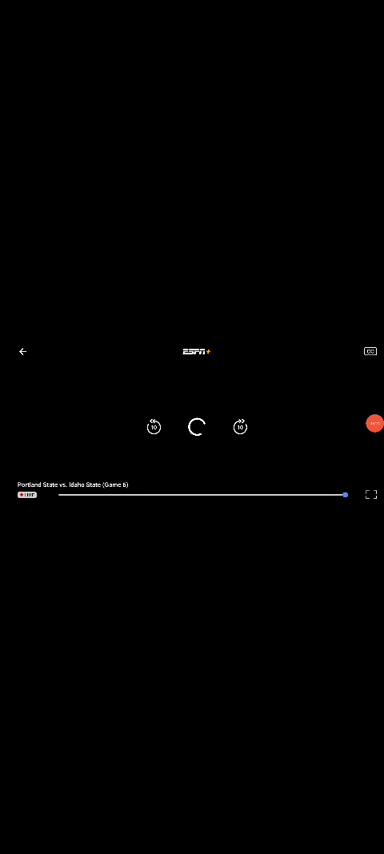 ESPN+
CC
10
10
Portland State vs. Idaho State (Game 6)
LIVE